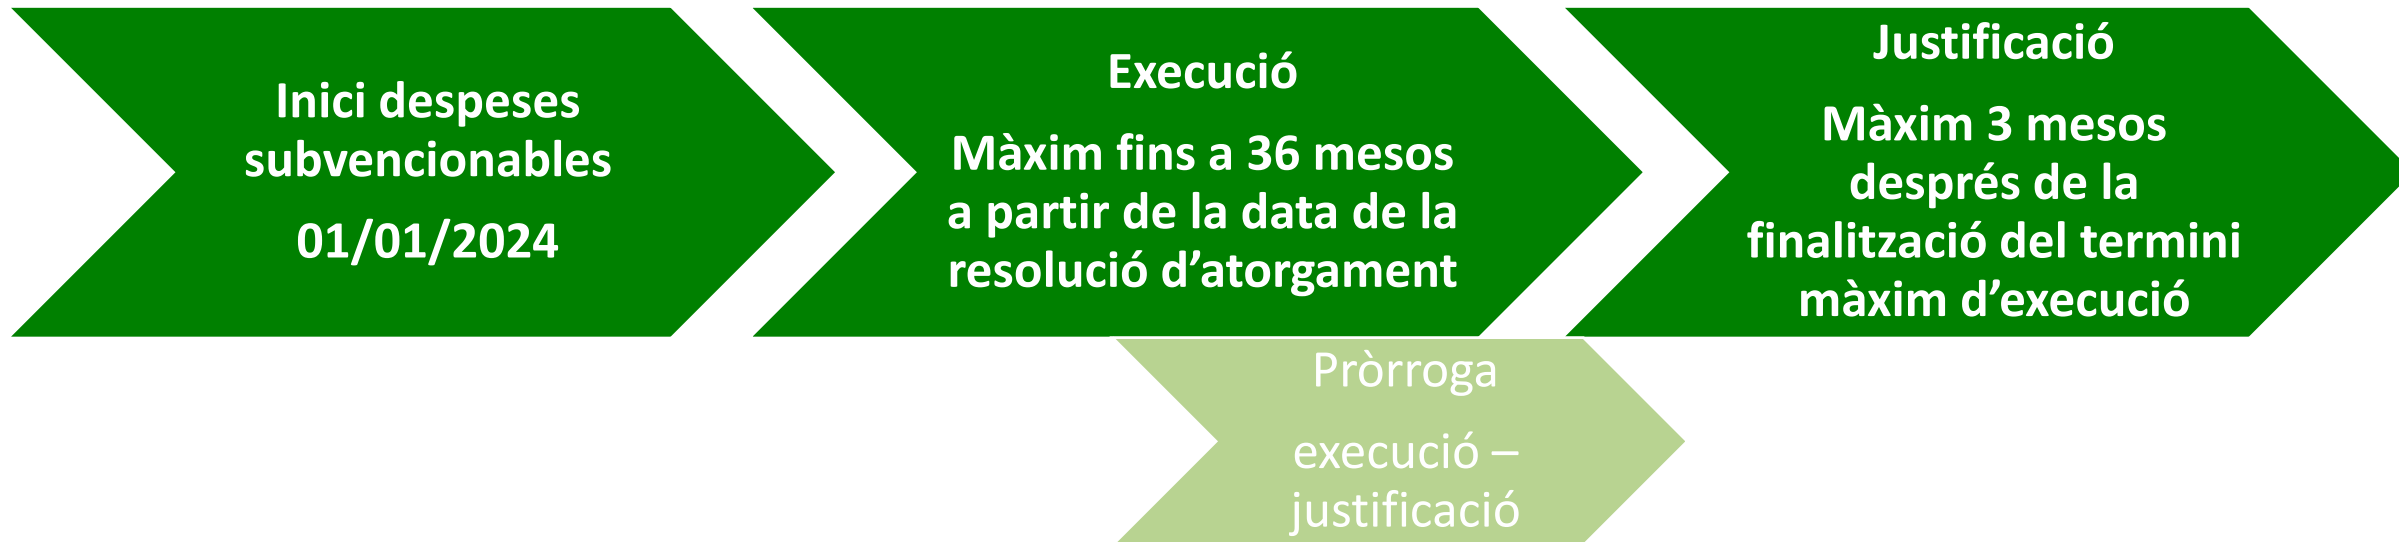 Inici despeses
subvencionables
01/01/2024
Execució
Màxim fins a 36 mesos
a partir de la data de la
resolució d’atorgament
Justificació
Màxim 3 mesos
després de la
finalització del termini
màxim d’execució
Pròrroga
execució –
justificació